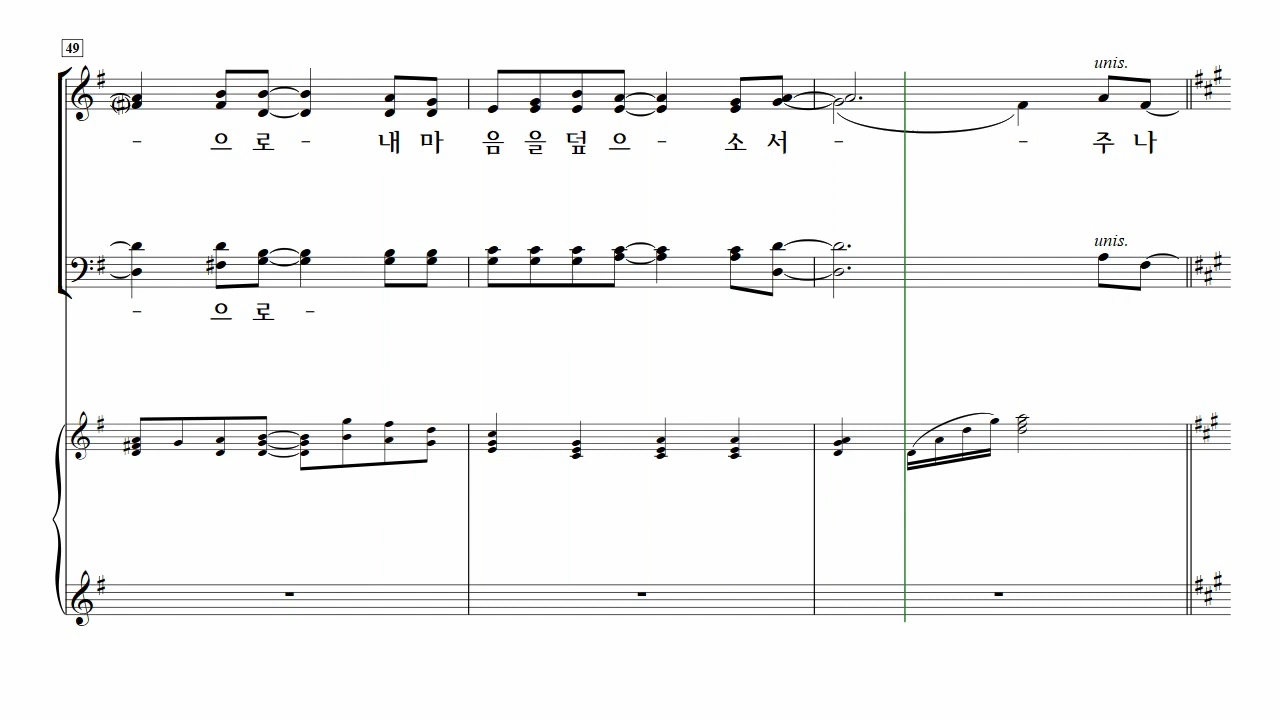 49
unis.
- 으 로 - 내 마 음 을 덮 으 - 소 서 - - 주 나
unis.
- 으 로 -